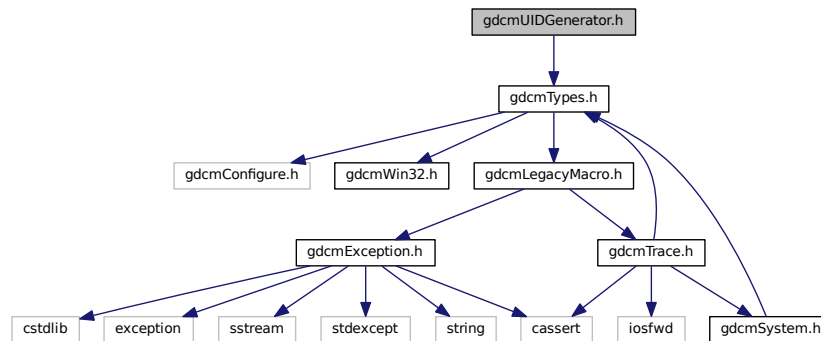 gdcmUIDGenerator.h
gdcmTypes.h
gdcmConfigure.h
gdcmWin32.h
gdcmLegacyMacro.h
gdcmException.h
gdcmTrace.h
cstdlib
exception
sstream
stdexcept
string
cassert
iosfwd
gdcmSystem.h